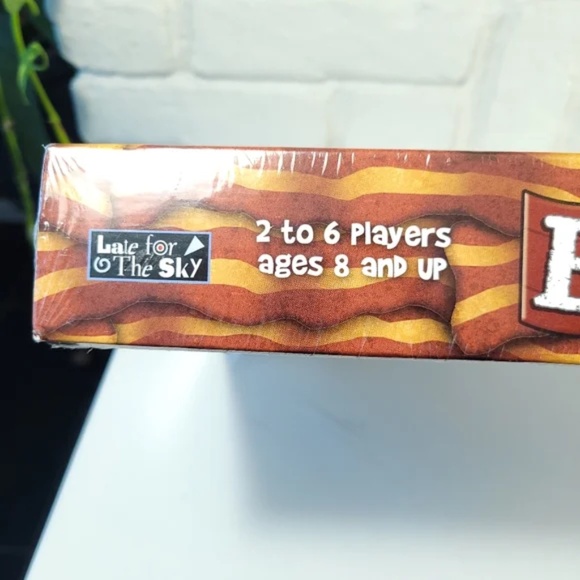 Late for
The Sky
2 to 6 Players
ages 8 and up